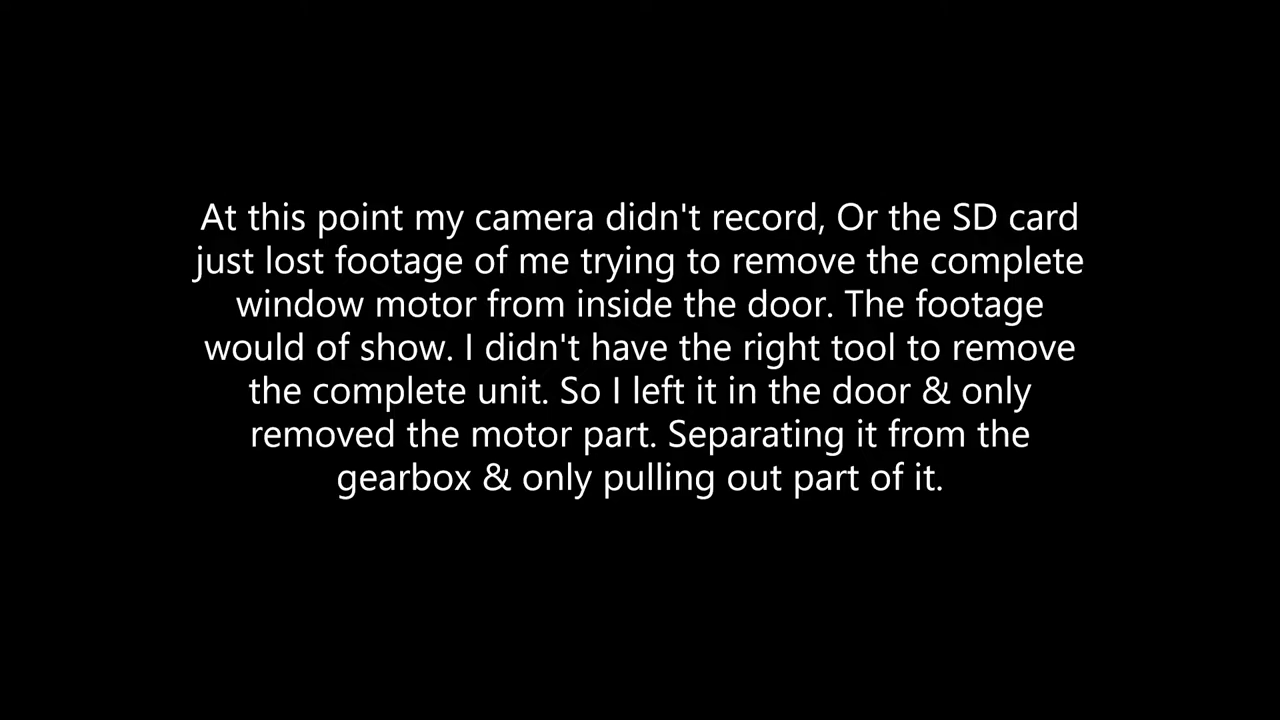 At this point my camera didn't record, Or the SD card
just lost footage of me trying to remove the complete
window motor from inside the door. The footage
would of show. I didn't have the right tool to remove
the complete unit. So I left it in the door & only
removed the motor part. Separating it from the
gearbox & only pulling out part of it.